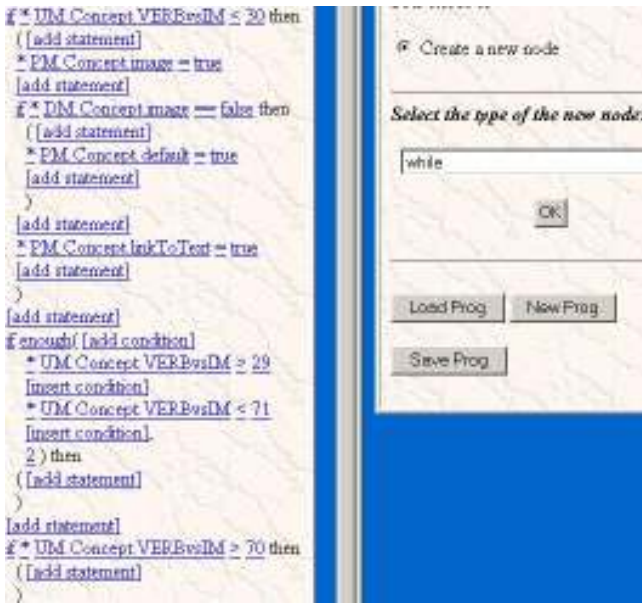 if * UM.Concept.VERBvsIM < 30 then
( [add statement]
* PM.Concept.image = true
[add statement]
if * DM.Concept.image == false then
( [add statement]
* PM.Concept.default = true
[add statement]
)
[add statement]
* PM.Concept.linkToText = true
[add statement]
)
[add statement]
if enough( [add condition]
* UM.Concept.VERBvsIM > 29
[insert condition]
* UM.Concept.VERBvsIM < 71
[insert condition],
2 ) then
( [add statement]
)
[add statement]
if * UM.Concept.VERBvsIM > 70 then
( [add statement]
)
Create a new node
Select the type of the new node:
while
OK
Load Prog New Prog
Save Prog